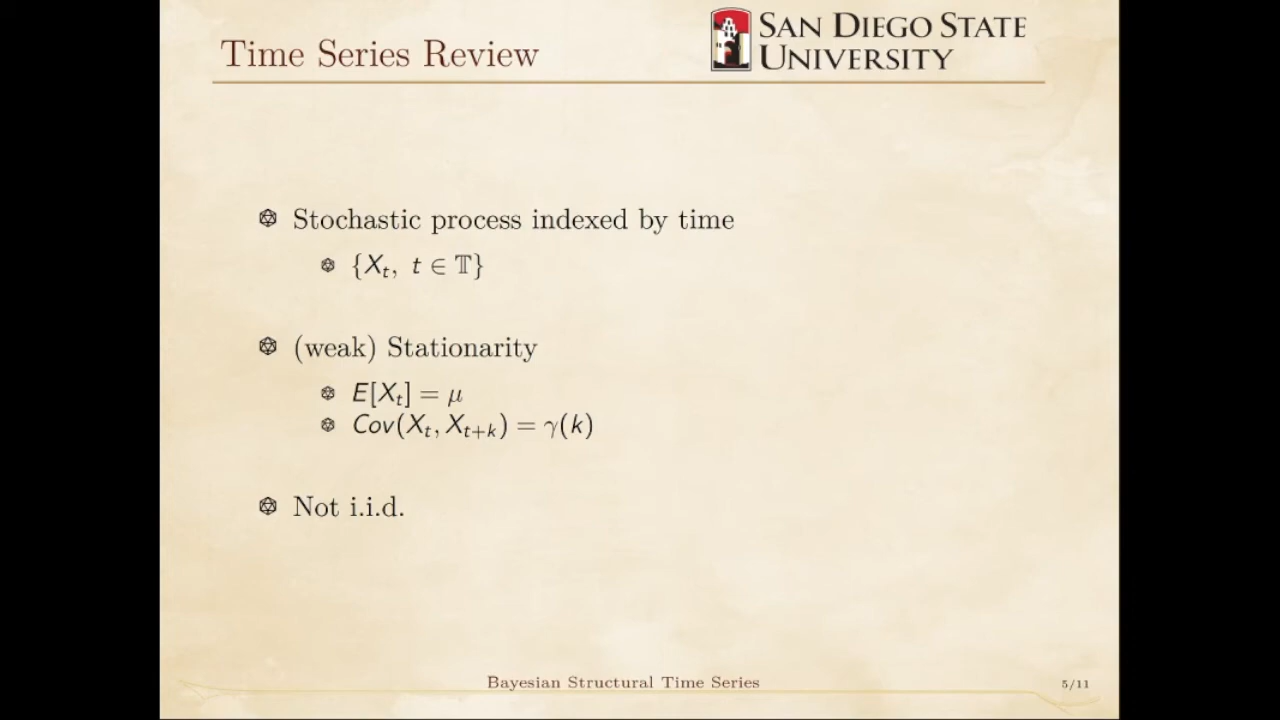 Time Series Review
SAN DIEGO STATE
UNIVERSITY
Stochastic process indexed by time
{X_t, t ∈ 𝕋}
(weak) Stationarity
E[X_t] = μ
Cov(X_t, X_{t+k}) = γ(k)
Not i.i.d.
Bayesian Structural Time Series
5/11